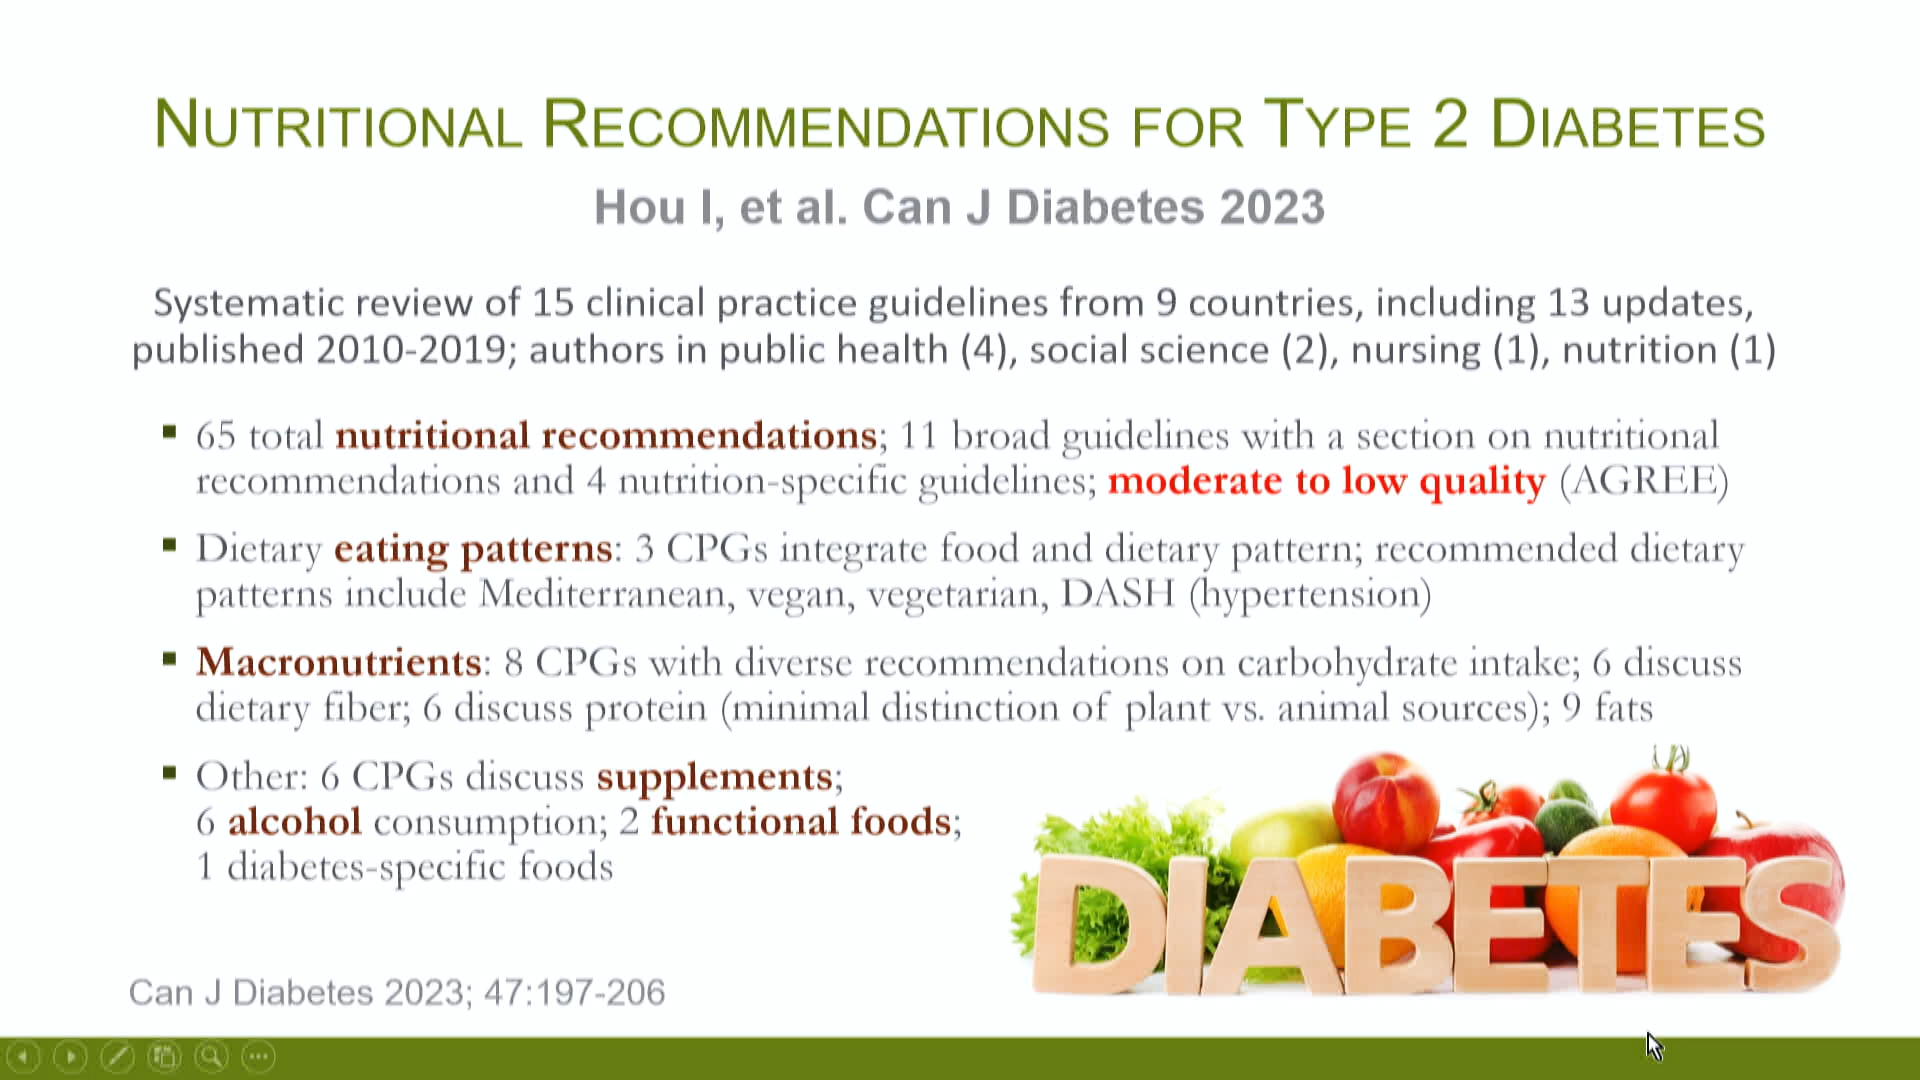 NUTRITIONAL RECOMMENDATIONS FOR TYPE 2 DIABETES
Hou I, et al. Can J Diabetes 2023
Systematic review of 15 clinical practice guidelines from 9 countries, including 13 updates,
published 2010-2019; authors in public health (4), social science (2), nursing (1), nutrition (1)
▪ 65 total nutritional recommendations; 11 broad guidelines with a section on nutritional
recommendations and 4 nutrition-specific guidelines; moderate to low quality (AGREE)
▪ Dietary eating patterns: 3 CPGs integrate food and dietary pattern; recommended dietary
patterns include Mediterranean, vegan, vegetarian, DASH (hypertension)
▪ Macronutrients: 8 CPGs with diverse recommendations on carbohydrate intake; 6 discuss
dietary fiber; 6 discuss protein (minimal distinction of plant vs. animal sources); 9 fats
▪ Other: 6 CPGs discuss supplements;
6 alcohol consumption; 2 functional foods;
1 diabetes-specific foods
DIABETES
Can J Diabetes 2023; 47:197-206